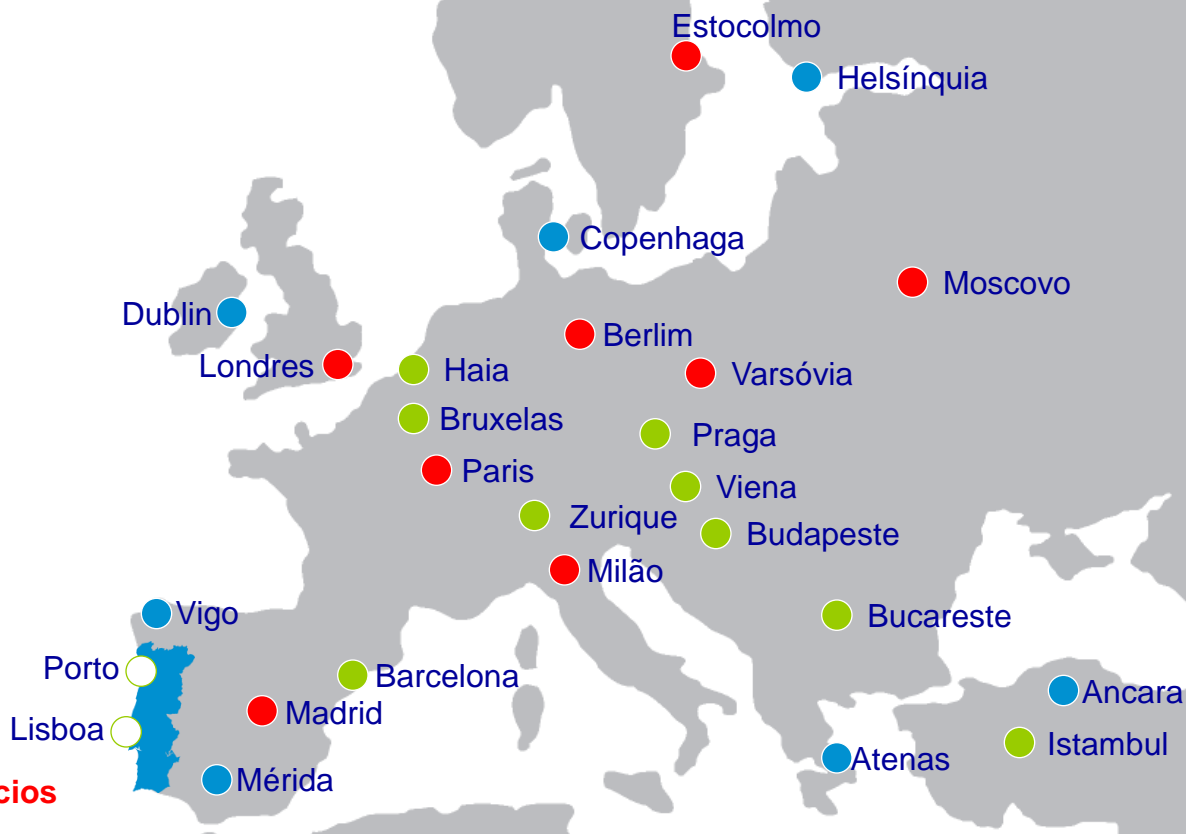 Estocolmo
Helsínquia
Copenhaga
Moscovo
Dublin
Berlim
Londres
Haia
Varsóvia
Bruxelas
Praga
Paris
Viena
Zurique
Budapeste
Milão
Vigo
Bucareste
Porto
Barcelona
Ancara
Madrid
Lisboa
Istambul
Atenas
Mérida
cios